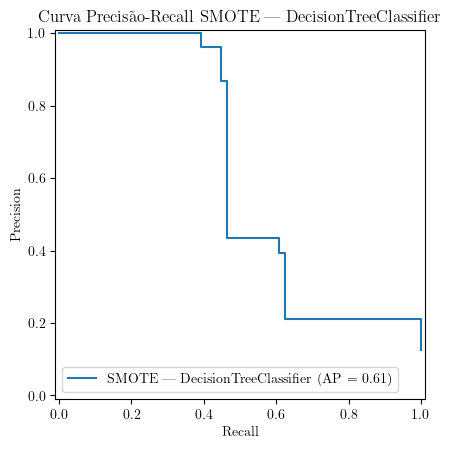 Curva Precisão-Recall SMOTE — DecisionTreeClassifier
1.0
0.8
0.6
0.4
0.2
0.0
Precision
SMOTE — DecisionTreeClassifier (AP = 0.61)
0.0 0.2 0.4 0.6 0.8 1.0
Recall